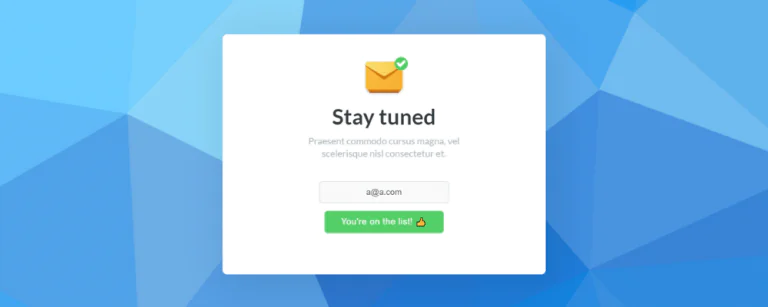 Stay tuned
Praesent commodo cursus magna, vel
scelerisque nisl consectetur et.
a@a.com
You're on the list! 👍